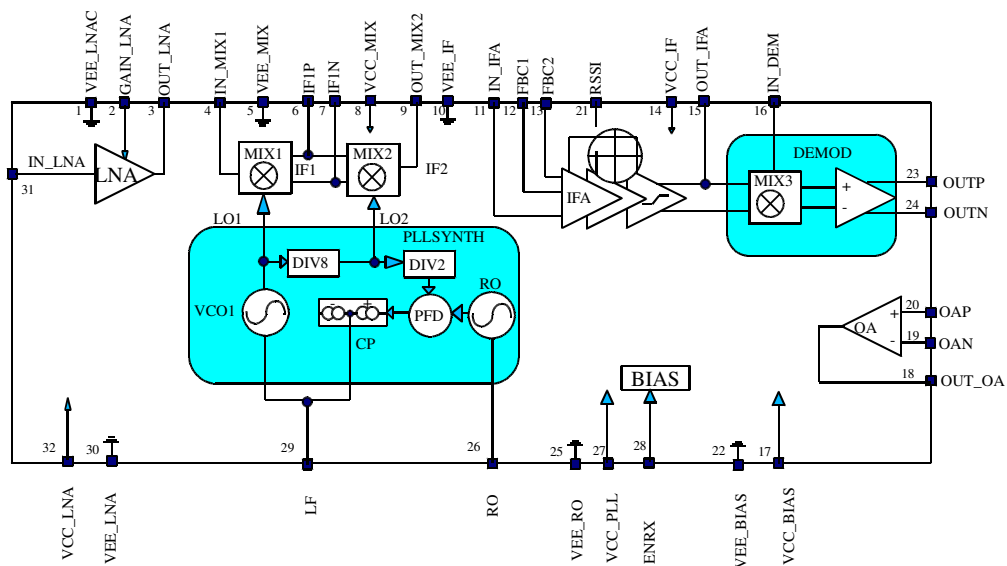 VEE_LNAC
GAIN_LNA
OUT_LNA
IN_MIX1
VEE_MIX
IF1P
IF1N
VCC_MIX
OUT_MIX2
VEE_IF
IN_IFA
FBC1
FBC2
RSSI
VCC_IF
OUT_IFA
IN_DEM
1
2
3
4
5
6
7
8
9
10
11
12
13
21
14
15
16
IN_LNA
31
LNA
MIX1
IF1
MIX2
IF2
IFA
DEMOD
MIX3
+
-
23
OUTP
24
OUTN
LO1
LO2
PLLSYNTH
DIV8
DIV2
RO
VCO1
-
+
PFD
CP
OA
+
-
20
OAP
19
OAN
18
OUT_OA
BIAS
32
30
29
26
25
27
28
22
17
VCC_LNA
VEE_LNA
LF
RO
VEE_RO
VCC_PLL
ENRX
VEE_BIAS
VCC_BIAS